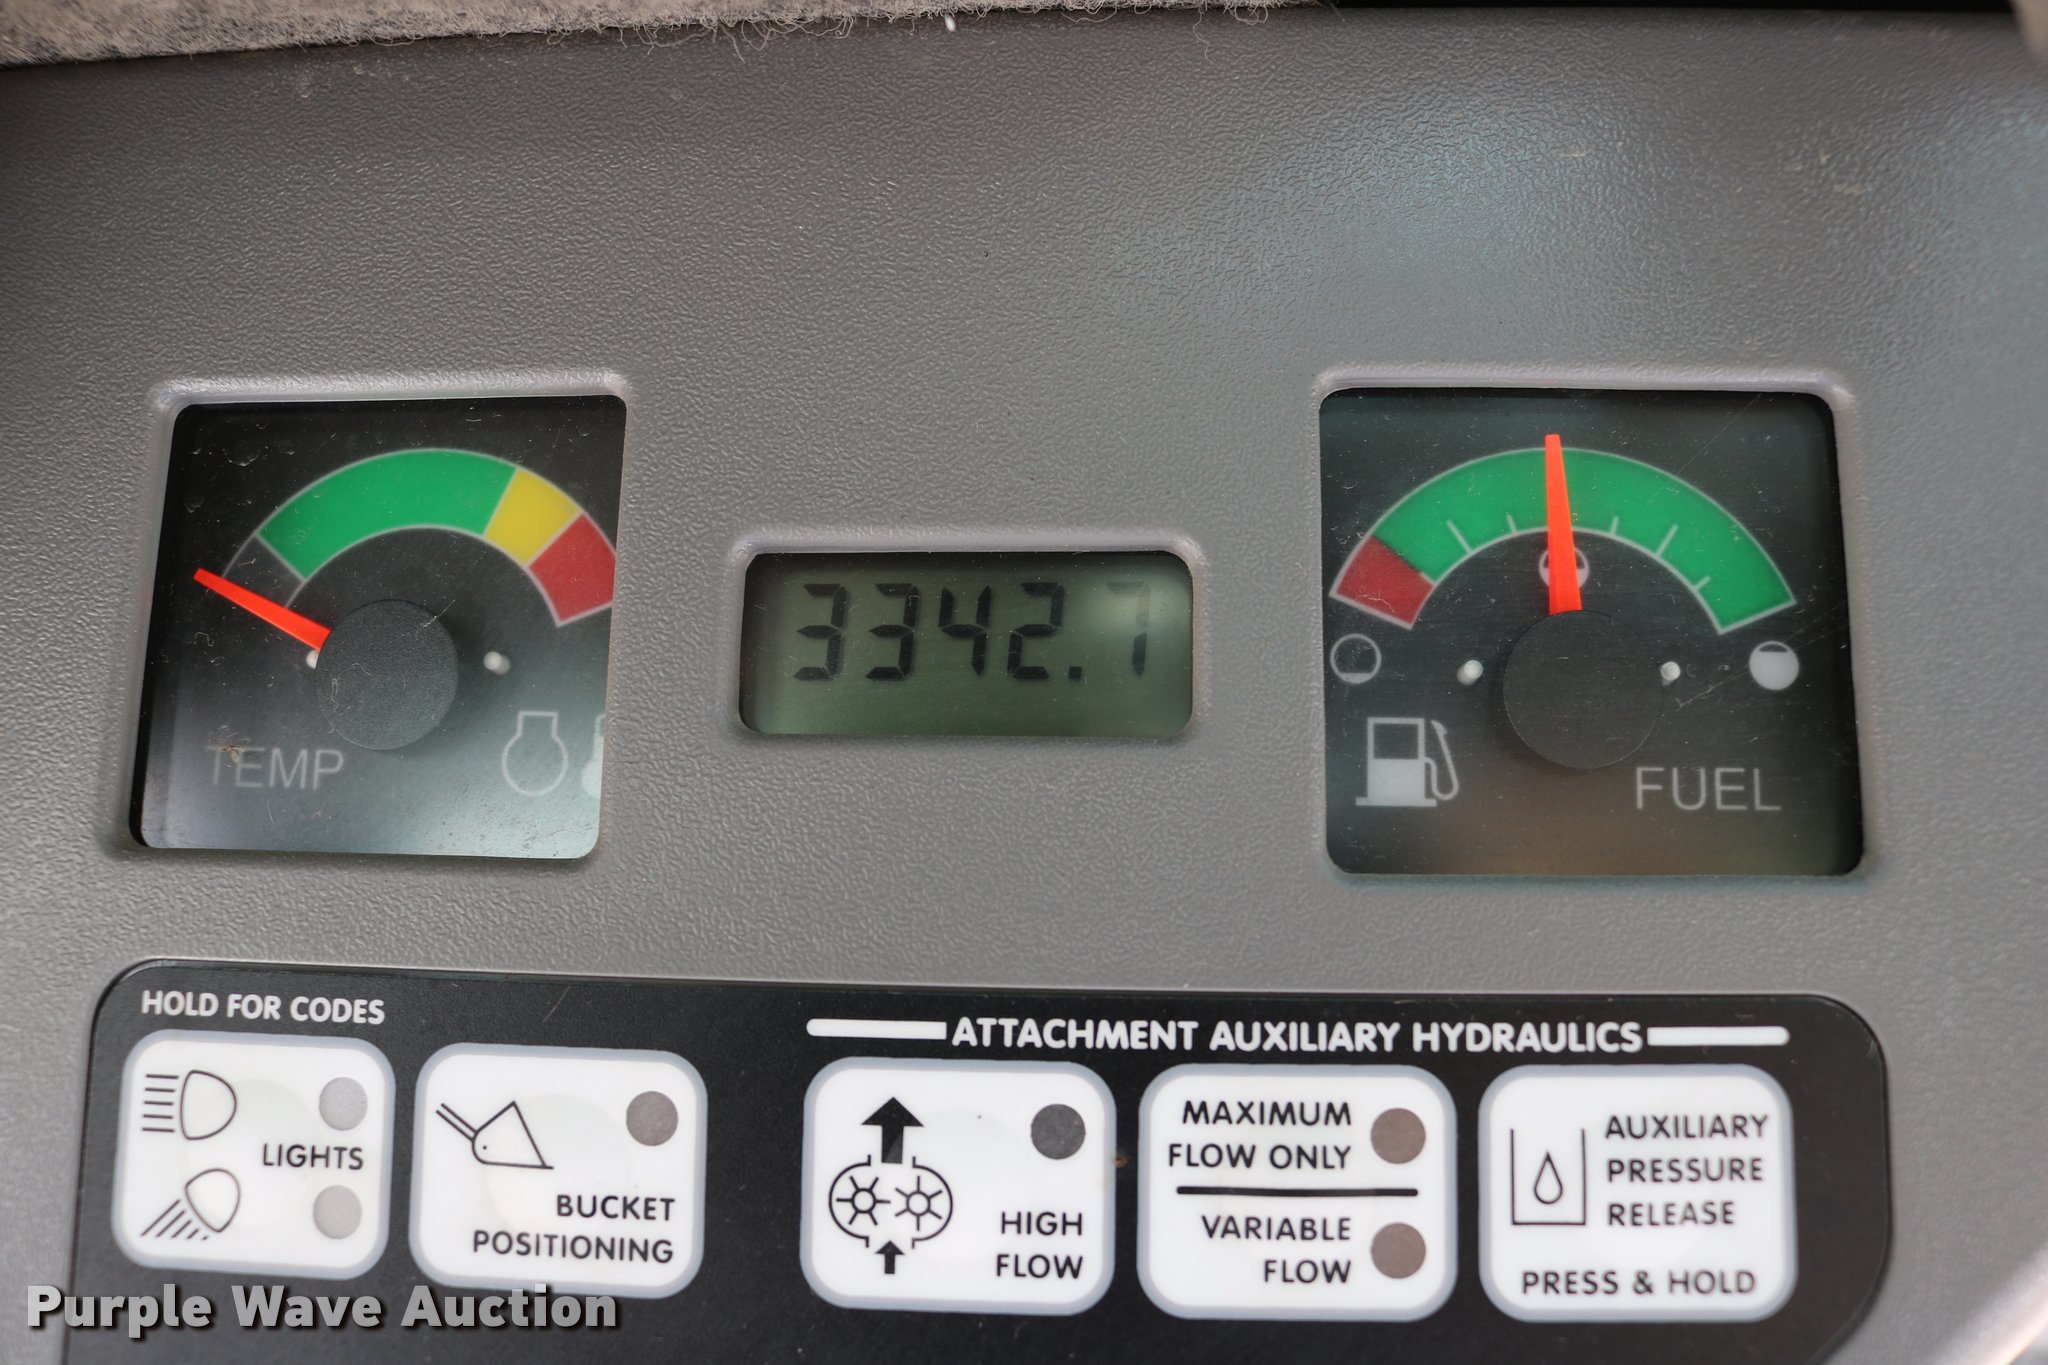 3342.7
TEMP
FUEL
HOLD FOR CODES
LIGHTS
BUCKET
POSITIONING
ATTACHMENT AUXILIARY HYDRAULICS
HIGH
FLOW
MAXIMUM
FLOW ONLY
VARIABLE
FLOW
AUXILIARY
PRESSURE
RELEASE
PRESS & HOLD
Purple Wave Auction